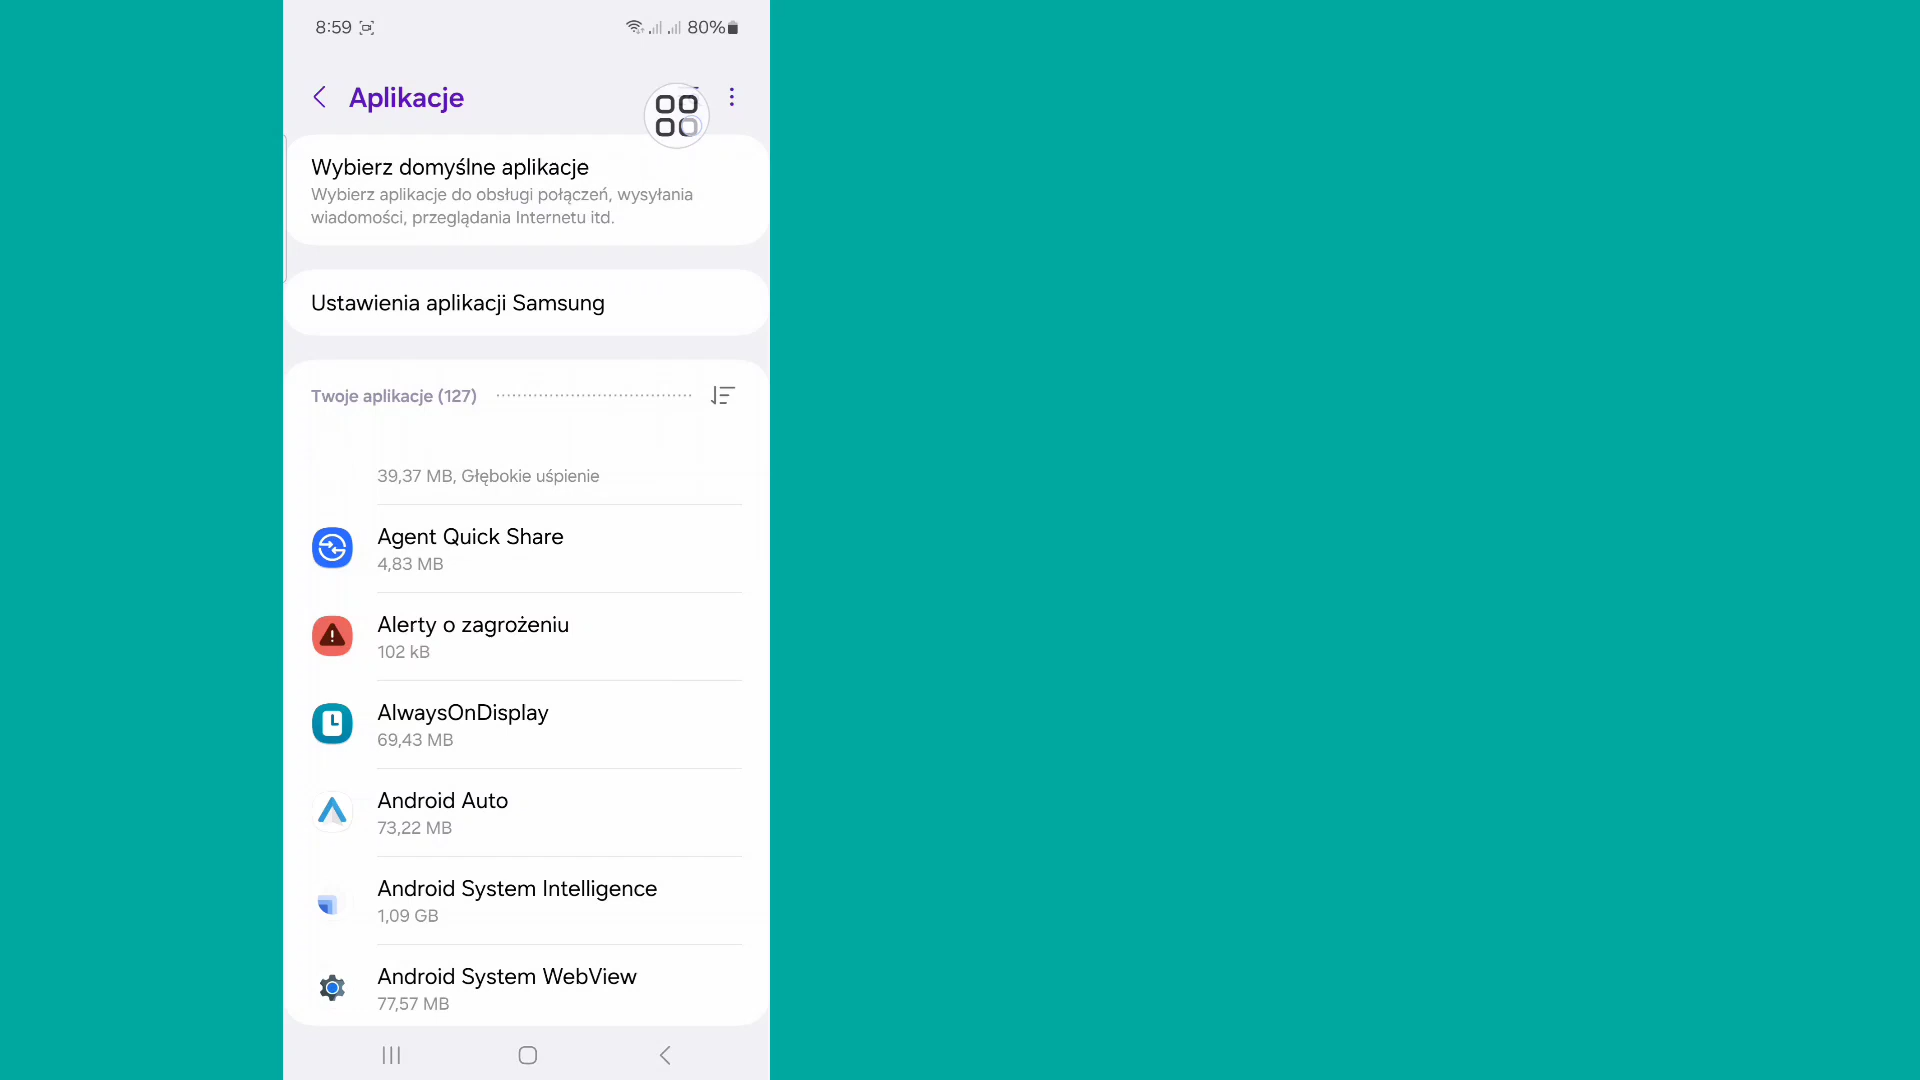 8:59
80%
Aplikacje
Wybierz domyślne aplikacje
Wybierz aplikacje do obsługi połączeń, wysyłania
wiadomości, przeglądania Internetu itd.
Ustawienia aplikacji Samsung
Twoje aplikacje (127)
39,37 MB, Głębokie uśpienie
Agent Quick Share
4,83 MB
Alerty o zagrożeniu
102 kB
AlwaysOnDisplay
69,43 MB
Android Auto
73,22 MB
Android System Intelligence
1,09 GB
Android System WebView
77,57 MB